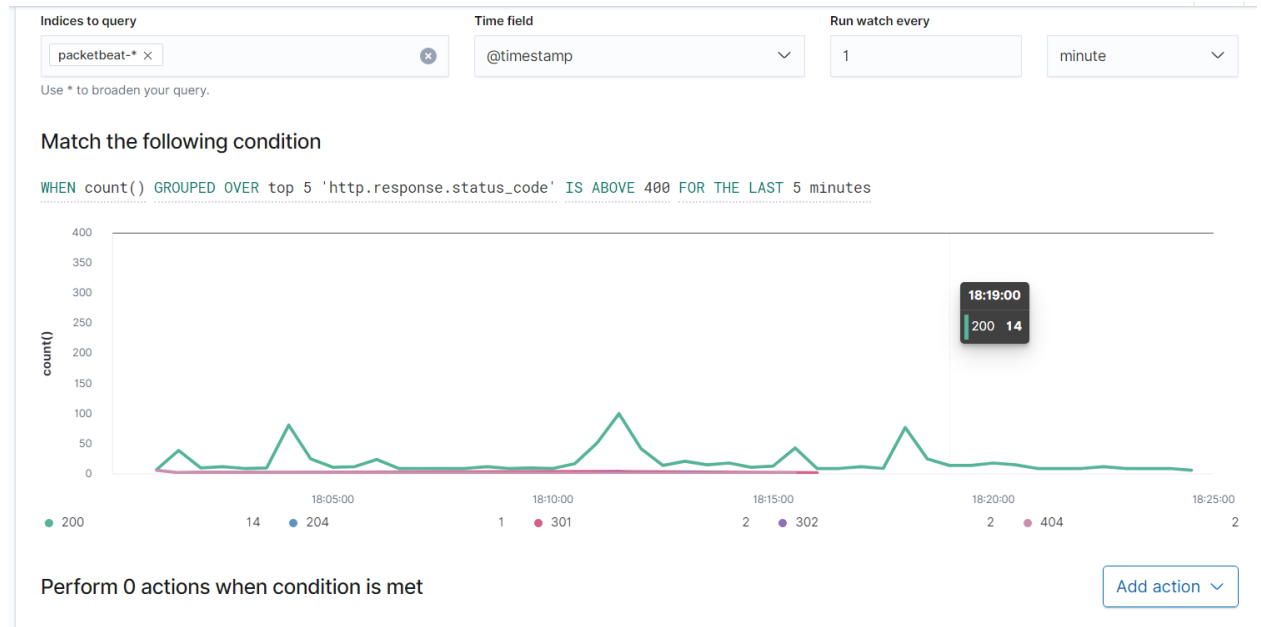 Indices to query Time field Run watch every
packetbeat-* × @timestamp 1 minute
Use * to broaden your query.
Match the following condition
WHEN count() GROUPED OVER top 5 'http.response.status_code' IS ABOVE 400 FOR THE LAST 5 minutes
400
350
300
250
200
150
100
50
0
count()
18:19:00
200 14
18:05:00 18:10:00 18:15:00 18:20:00 18:25:00
200 14 204 1 301 2 302 2 404 2
Perform 0 actions when condition is met Add action